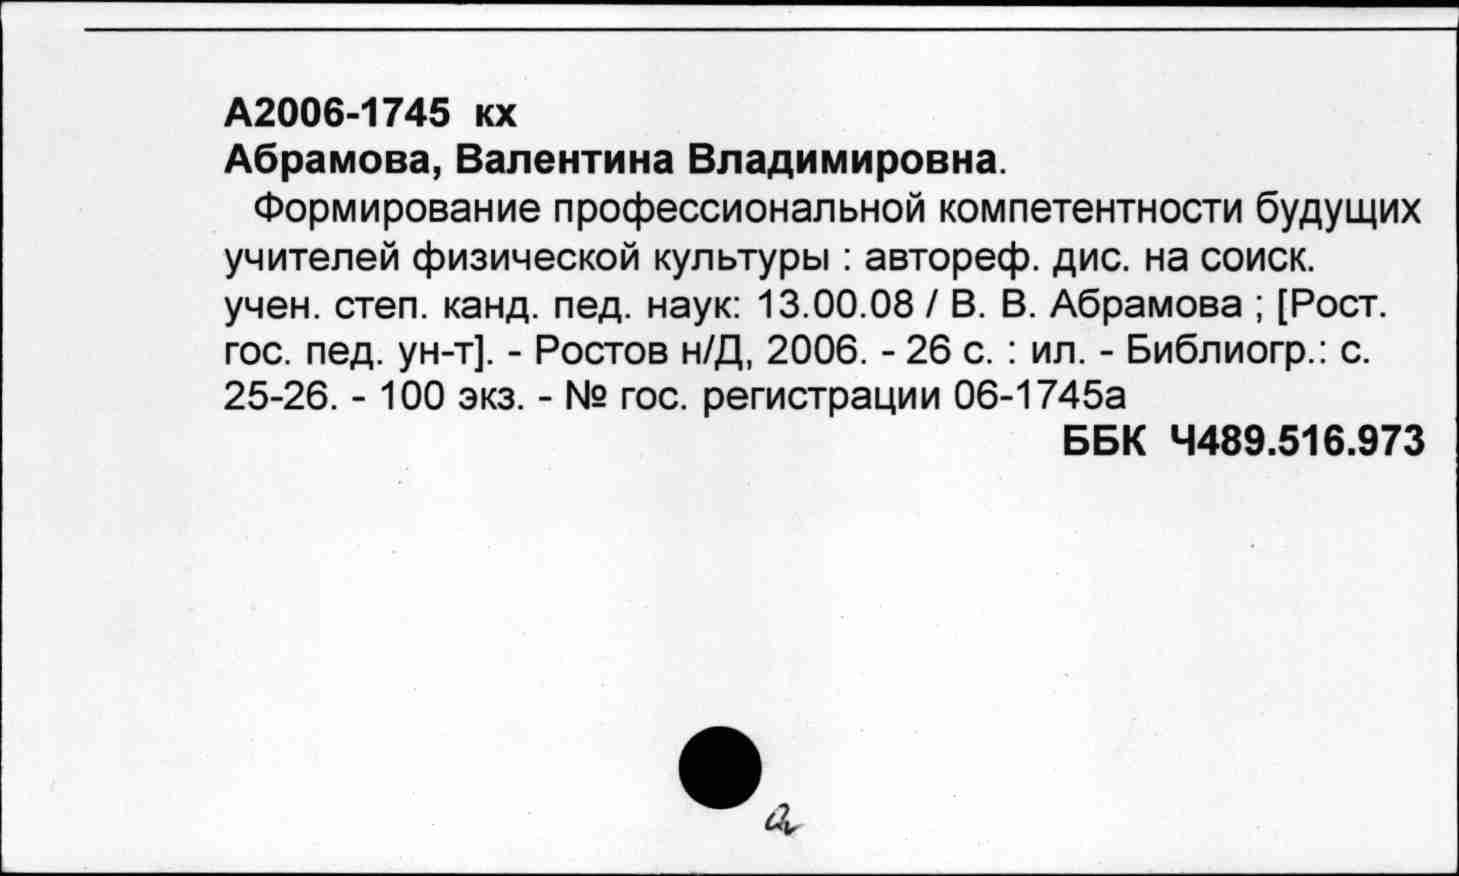 А2006-1745 кх
Абрамова, Валентина Владимировна.
Формирование профессиональной компетентности будущих
учителей физической культуры : автореф. дис. на соиск.
учен. степ. канд. пед. наук: 13.00.08 / В. В. Абрамова ; [Рост.
гос. пед. ун-т]. - Ростов н/Д, 2006. - 26 с. : ил. - Библиогр.: с.
25-26. - 100 экз. - № гос. регистрации 06-1745а
ББК Ч489.516.973